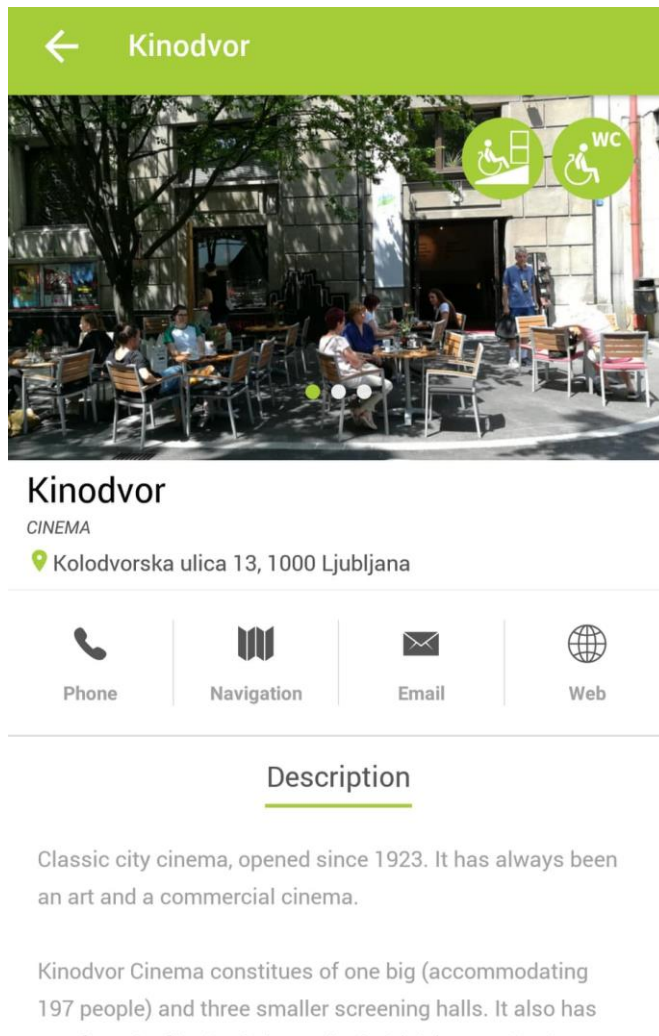 Kinodvor
WC
Kinodvor
CINEMA
Kolodvorska ulica 13, 1000 Ljubljana
Phone
Navigation
Email
Web
Description
Classic city cinema, opened since 1923. It has always been
an art and a commercial cinema.
Kinodvor Cinema constitues of one big (accommodating
197 people) and three smaller screening halls. It also has